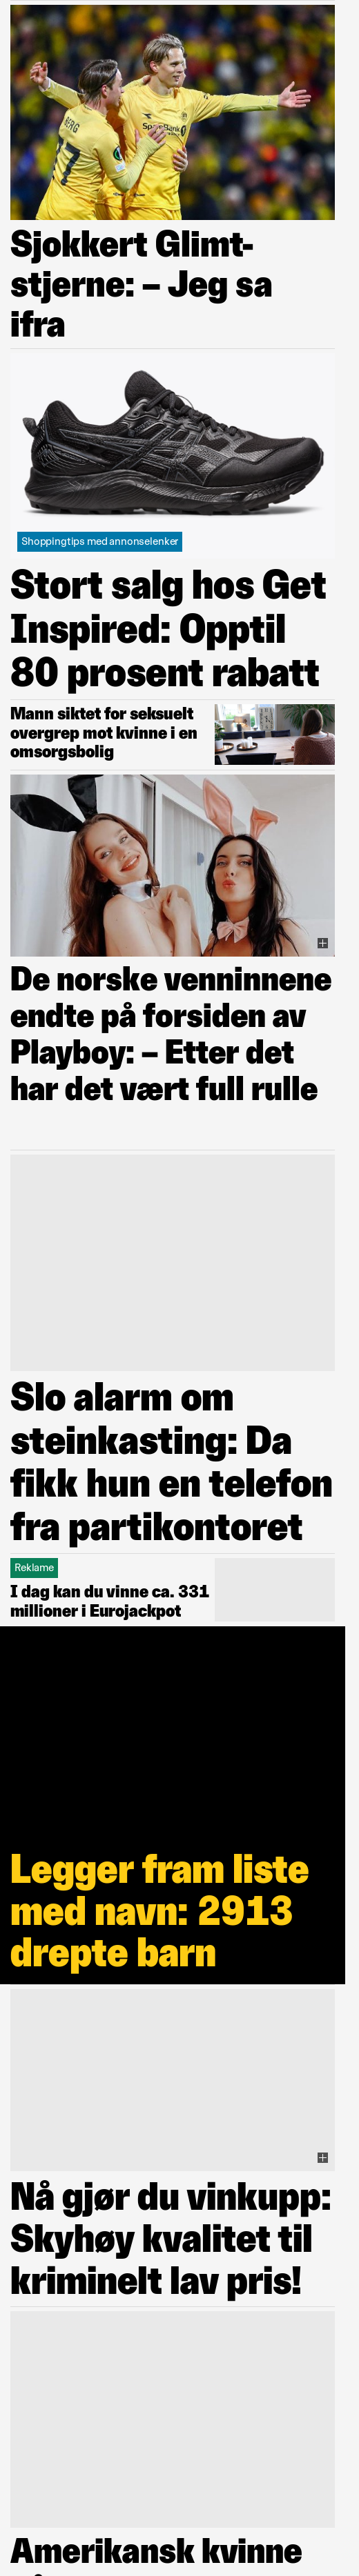 BERG
17
SpareBank
Sjokkert Glimt-
stjerne: – Jeg sa
ifra
Shoppingtips med annonselenker
Stort salg hos Get
Inspired: Opptil
80 prosent rabatt
Mann siktet for seksuelt
overgrep mot kvinne i en
omsorgsbolig
De norske venninnene
endte på forsiden av
Playboy: – Etter det
har det vært full rulle
Slo alarm om
steinkasting: Da
fikk hun en telefon
fra partikontoret
Reklame
I dag kan du vinne ca. 331
millioner i Eurojackpot
Legger fram liste
med navn: 2913
drepte barn
Nå gjør du vinkupp:
Skyhøy kvalitet til
kriminelt lav pris!
Amerikansk kvinne